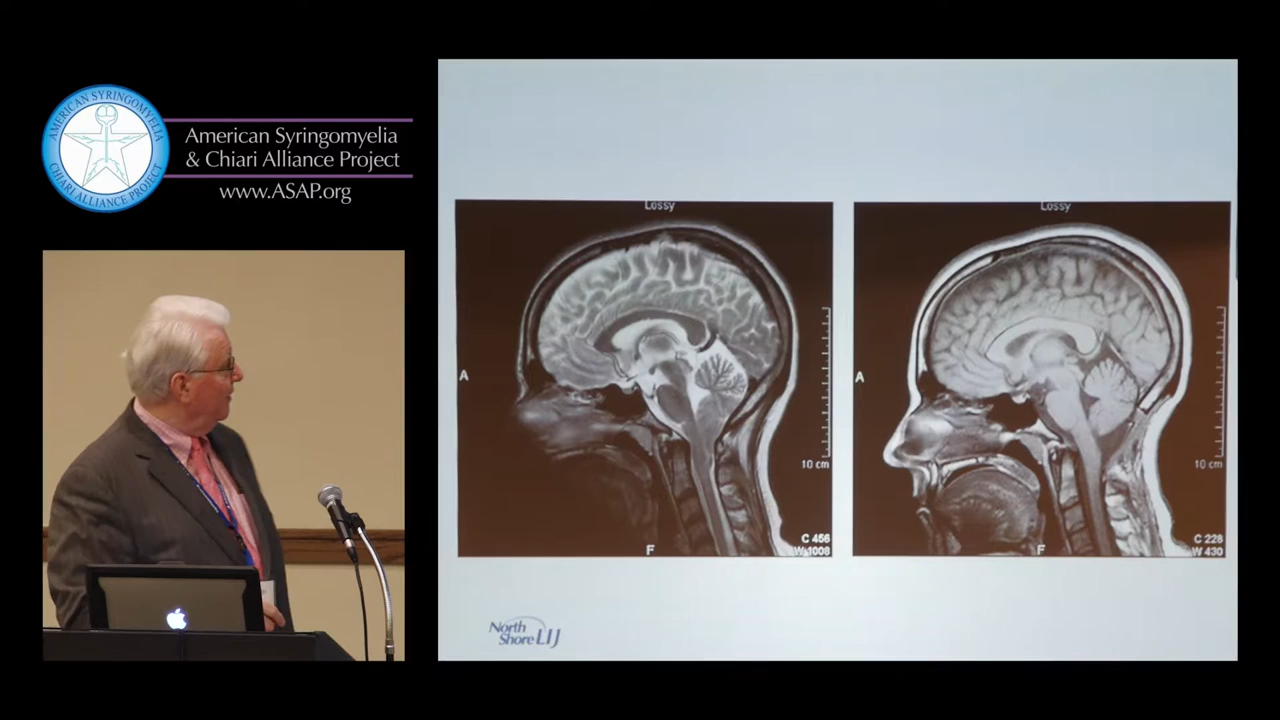 AMERICAN SYRINGOMYELIA
CHIARI ALLIANCE PROJECT
American Syringomyelia
& Chiari Alliance Project
www.ASAP.org
Lossy
A
10 cm
C 456
W 1008
F
Lossy
A
10 cm
C 228
W 430
F
North
Shore LIJ